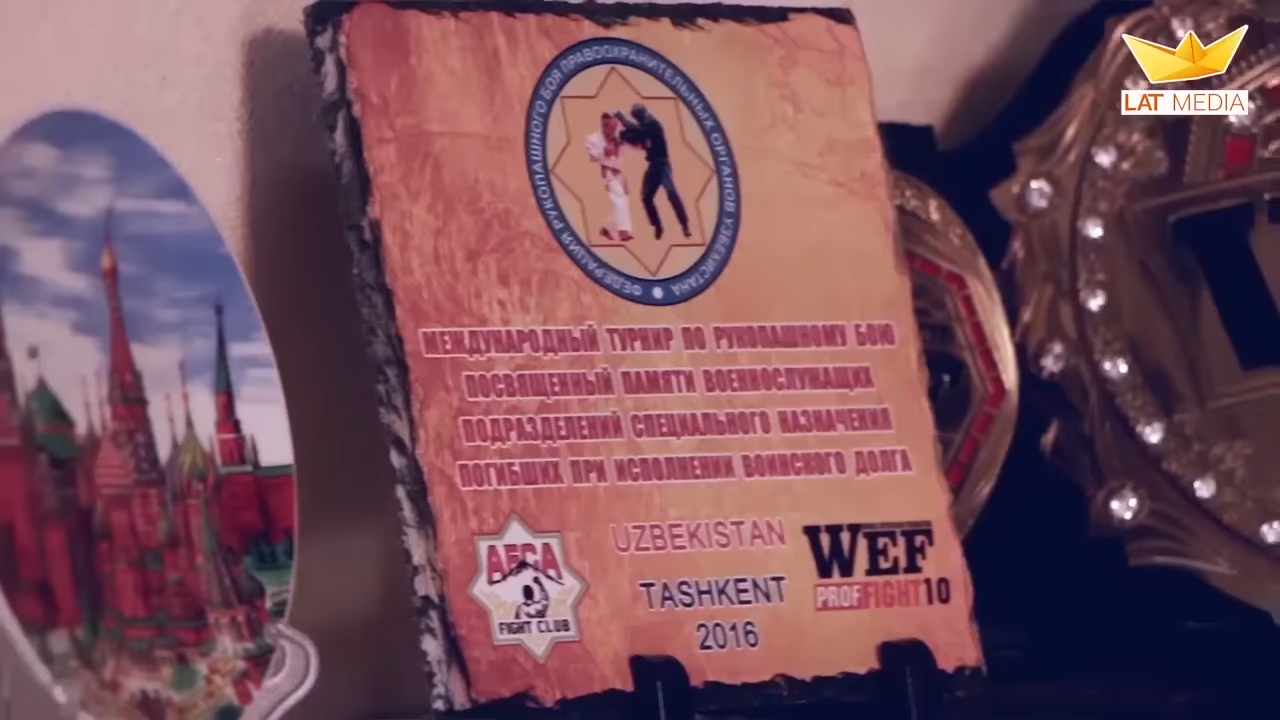 LAT MEDIA
ФЕДЕРАЦИЯ РУКОПАШНОГО БОЯ ПРАВООХРАНИТЕЛЬНЫХ ОРГАНОВ УЗБЕКИСТАНА
МЕЖДУНАРОДНЫЙ ТУРНИР ПО РУКОПАШНОМУ БОЮ
ПОСВЯЩЕННЫЙ ПАМЯТИ ВОЕННОСЛУЖАЩИХ
ПОДРАЗДЕЛЕНИЙ СПЕЦИАЛЬНОГО НАЗНАЧЕНИЯ
ПОГИБШИХ ПРИ ИСПОЛНЕНИИ ВОИНСКОГО ДОЛГА
FIGHT CLUB
UZBEKISTAN
TASHKENT
2016
WEF
PROFFIGHT10